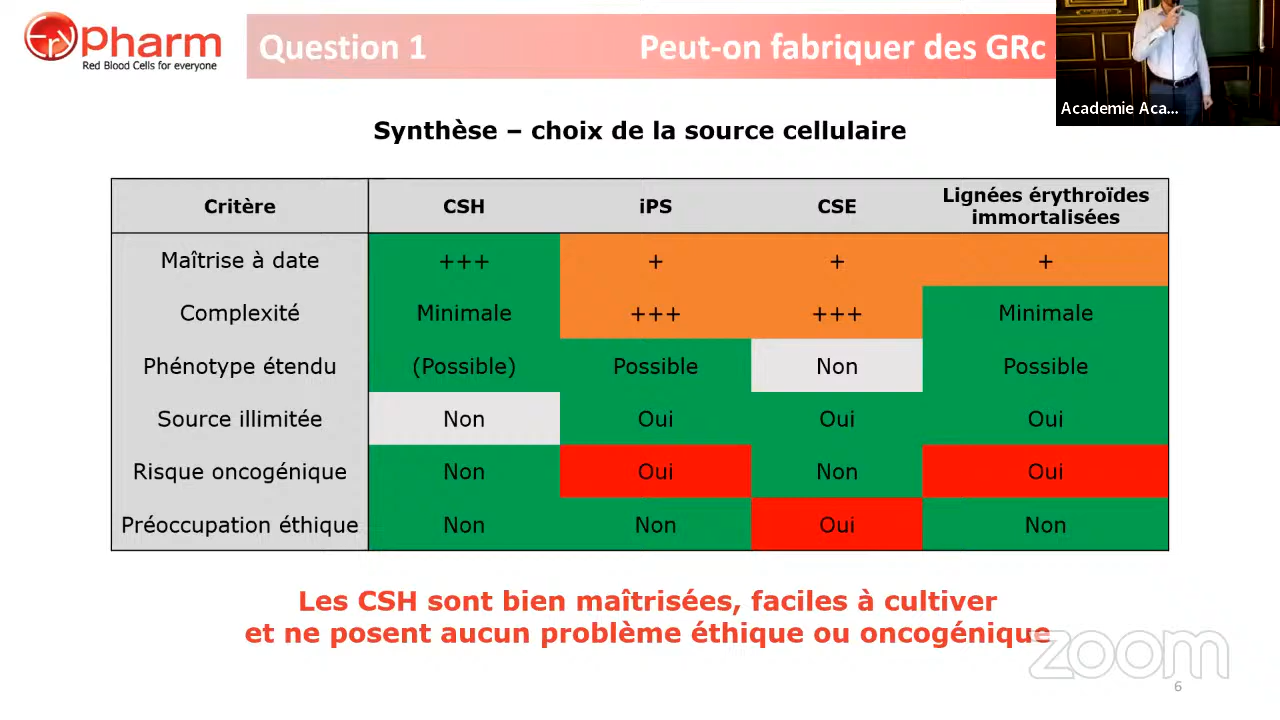 EryPharm
Red Blood Cells for everyone
Question 1
Peut-on fabriquer des GRc
Academie Aca...
Synthèse – choix de la source cellulaire
Critère CSH iPS CSE Lignées érythroïdes immortalisées
Maîtrise à date +++ + + +
Complexité Minimale +++ +++ Minimale
Phénotype étendu (Possible) Possible Non Possible
Source illimitée Non Oui Oui Oui
Risque oncogénique Non Oui Non Oui
Préoccupation éthique Non Non Oui Non
Les CSH sont bien maîtrisées, faciles à cultiver
et ne posent aucun problème éthique ou oncogénique
zoom
6